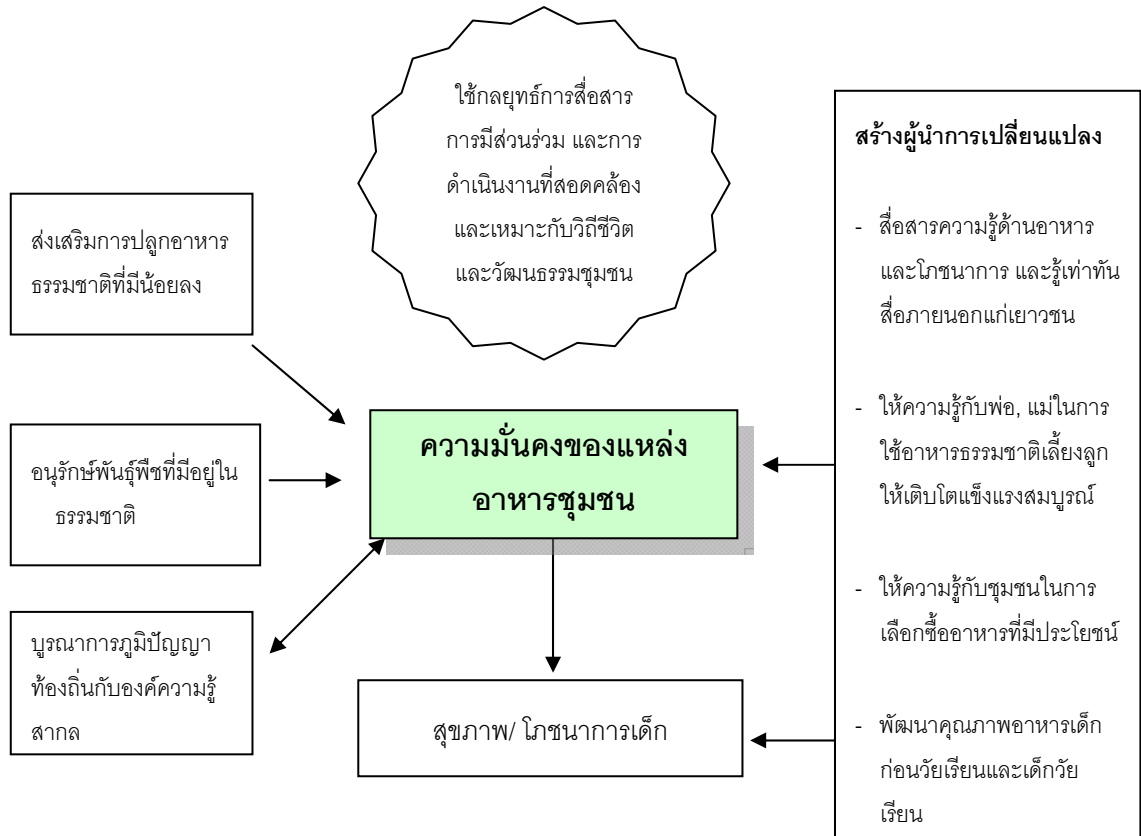 ใช้กลยุทธ์การสื่อสาร
การมีส่วนร่วม และการ
ดำเนินงานที่สอดคล้อง
และเหมาะกับวิถีชีวิต
และวัฒนธรรมชุมชน
ส่งเสริมการปลูกอาหาร
ธรรมชาติที่มีน้อยลง
อนุรักษ์พันธุ์พืชที่มีอยู่ใน
ธรรมชาติ
บูรณาการภูมิปัญญา
ท้องถิ่นกับองค์ความรู้
สากล
ความมั่นคงของแหล่ง
อาหารชุมชน
สุขภาพ/ โภชนาการเด็ก
สร้างผู้นำการเปลี่ยนแปลง
- สื่อสารความรู้ด้านอาหาร
และโภชนาการ และรู้เท่าทัน
สื่อภายนอกแก่เยาวชน
- ให้ความรู้กับพ่อ, แม่ในการ
ใช้อาหารธรรมชาติเลี้ยงลูก
ให้เติบโตแข็งแรงสมบูรณ์
- ให้ความรู้กับชุมชนในการ
เลือกซื้ออาหารที่มีประโยชน์
- พัฒนาคุณภาพอาหารเด็ก
ก่อนวัยเรียนและเด็กวัย
เรียน